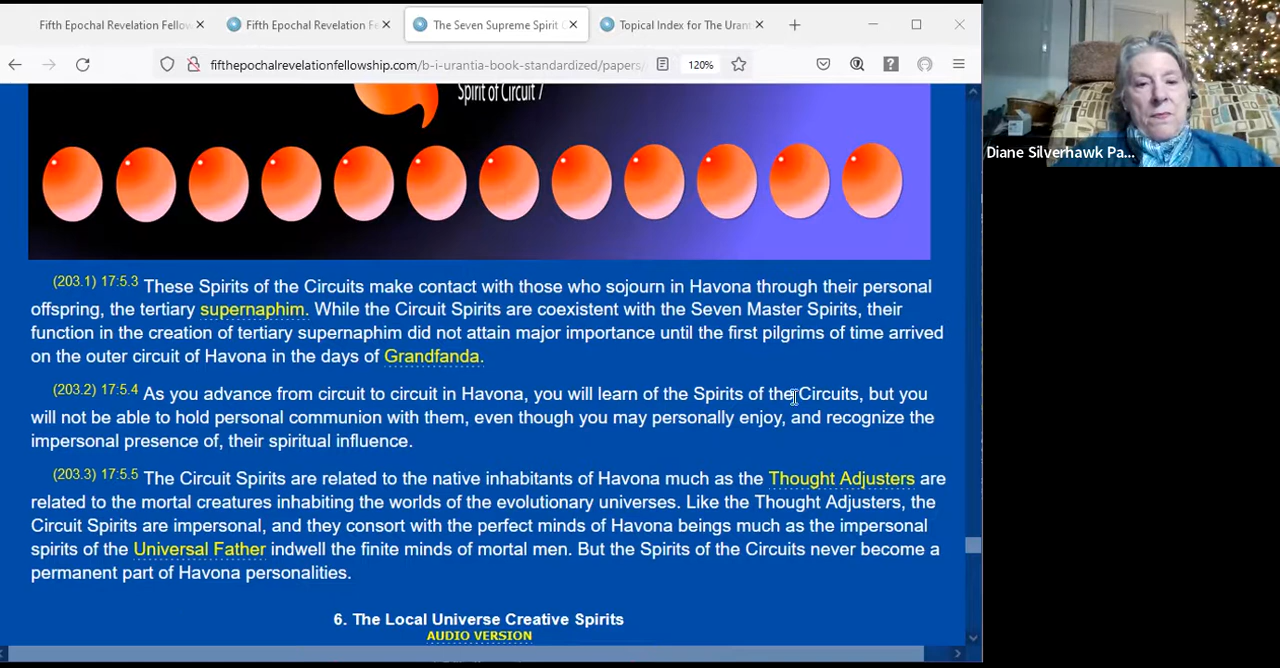 Fifth Epochal Revelation Fellow
Fifth Epochal Revelation Fe
The Seven Supreme Spirit
Topical Index for The Urant
fifthepochalrevelationfellowship.com/b-i-urantia-book-standardized/papers/
120%
Spirit of Circuit 7
(203.1) 17:5.3 These Spirits of the Circuits make contact with those who sojourn in Havona through their personal
offspring, the tertiary supernaphim. While the Circuit Spirits are coexistent with the Seven Master Spirits, their
function in the creation of tertiary supernaphim did not attain major importance until the first pilgrims of time arrived
on the outer circuit of Havona in the days of Grandfanda.
(203.2) 17:5.4 As you advance from circuit to circuit in Havona, you will learn of the Spirits of the Circuits, but you
will not be able to hold personal communion with them, even though you may personally enjoy, and recognize the
impersonal presence of, their spiritual influence.
(203.3) 17:5.5 The Circuit Spirits are related to the native inhabitants of Havona much as the Thought Adjusters are
related to the mortal creatures inhabiting the worlds of the evolutionary universes. Like the Thought Adjusters, the
Circuit Spirits are impersonal, and they consort with the perfect minds of Havona beings much as the impersonal
spirits of the Universal Father indwell the finite minds of mortal men. But the Spirits of the Circuits never become a
permanent part of Havona personalities.
6. The Local Universe Creative Spirits
AUDIO VERSION
Diane Silverhawk Pa...